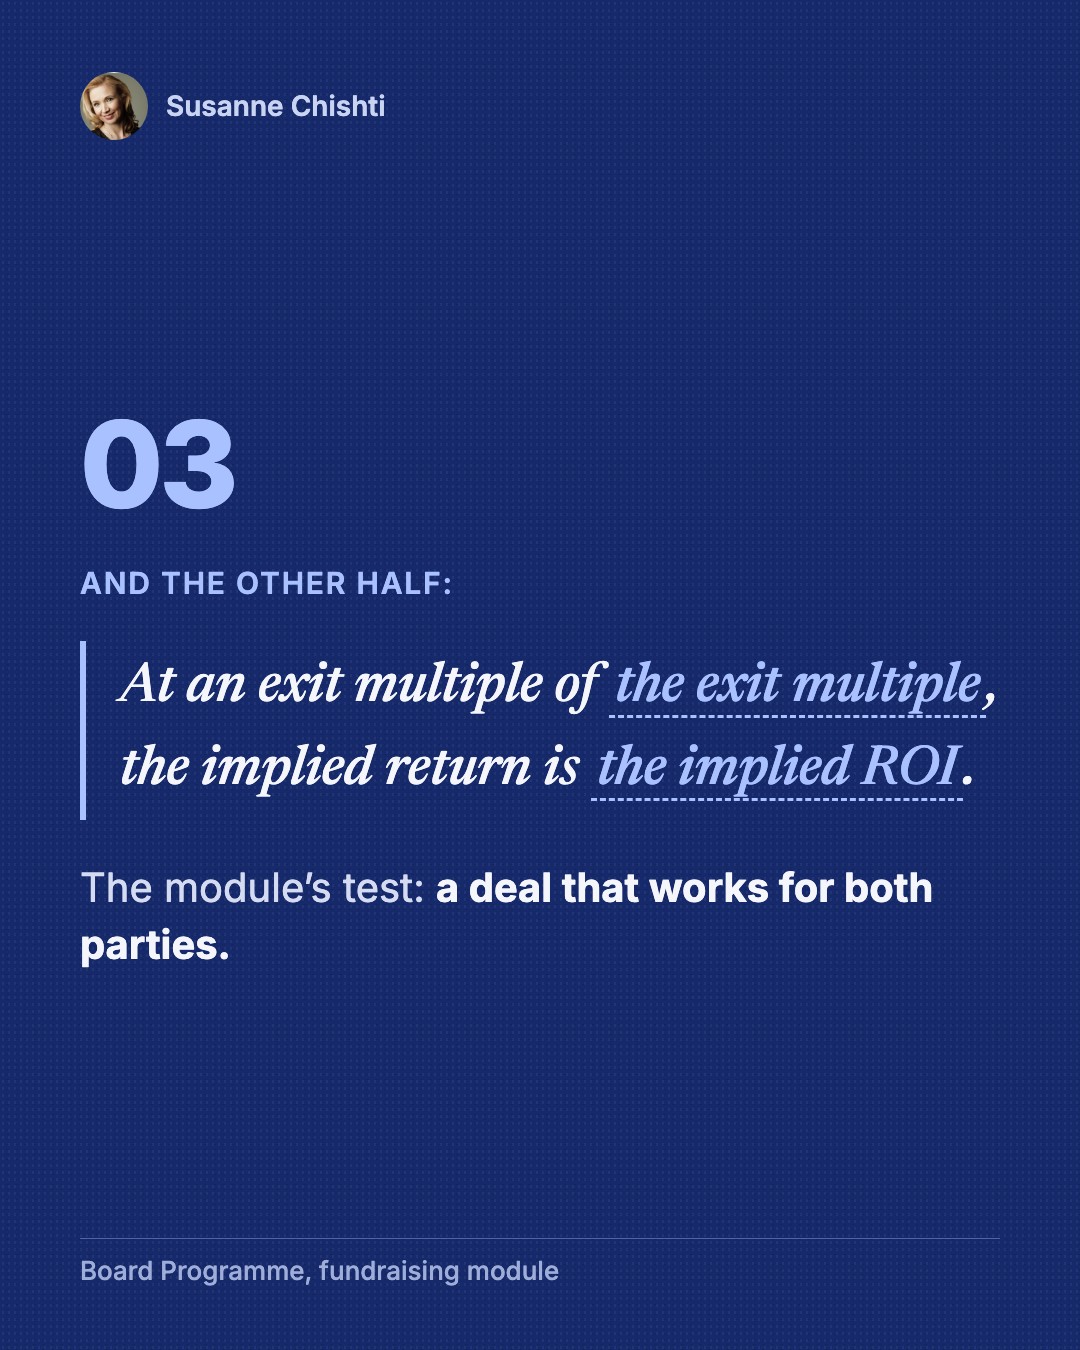 Susanne Chishti
03
AND THE OTHER HALF:
At an exit multiple of the exit multiple,
the implied return is the implied ROI.
The module’s test: a deal that works for both
parties.
Board Programme, fundraising module